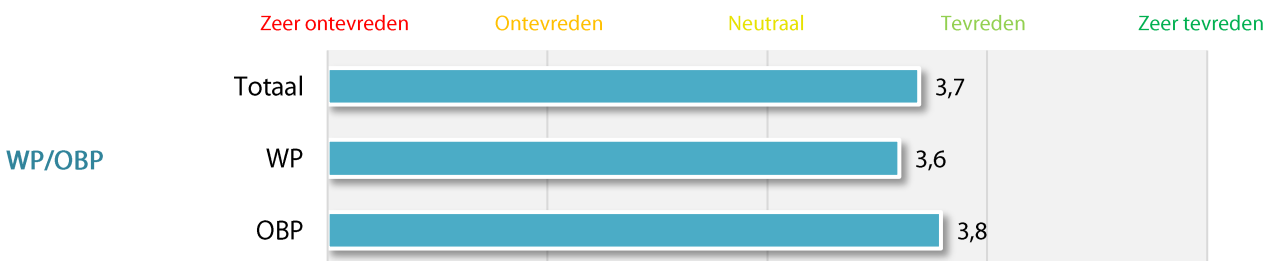 Zeer ontevreden Ontevreden Neutraal Tevreden Zeer tevreden
Totaal 3,7
WP/OBP WP 3,6
OBP 3,8